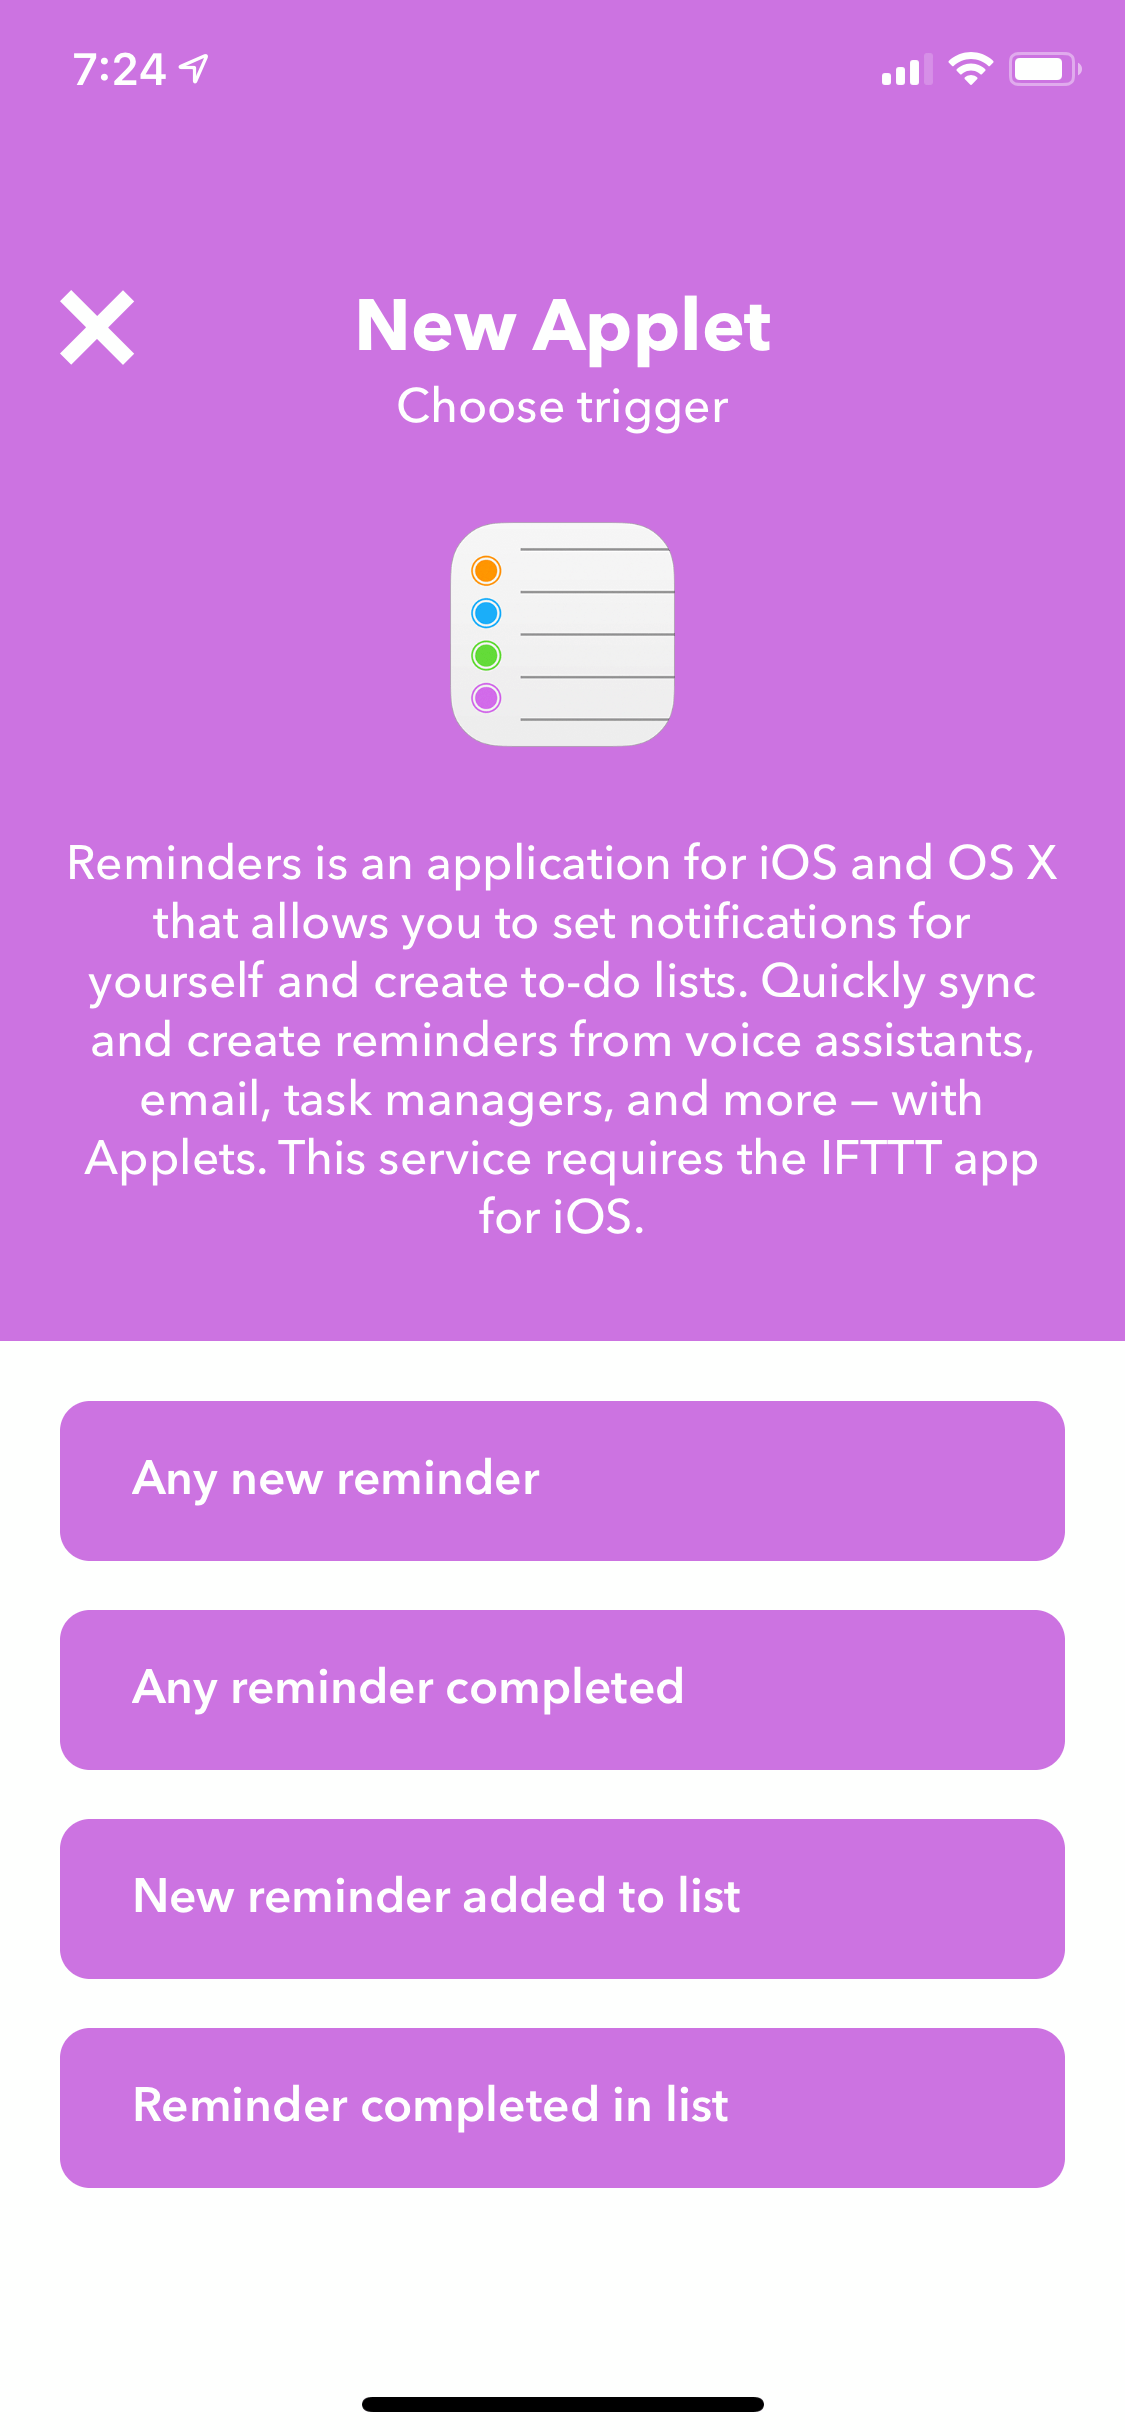 7:24
New Applet
Choose trigger
Reminders is an application for iOS and OS X
that allows you to set notifications for
yourself and create to-do lists. Quickly sync
and create reminders from voice assistants,
email, task managers, and more – with
Applets. This service requires the IFTTT app
for iOS.
Any new reminder
Any reminder completed
New reminder added to list
Reminder completed in list